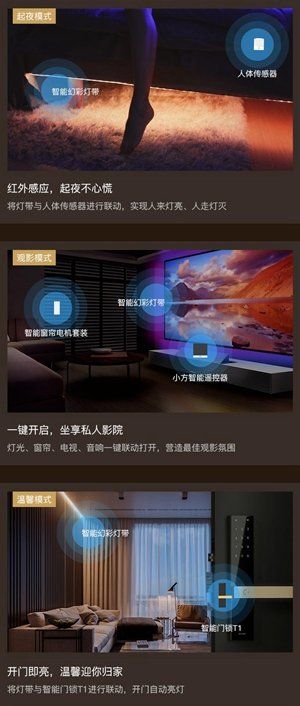 起夜模式
人体传感器
智能幻彩灯带
红外感应，起夜不心慌
将灯带与人体传感器进行联动，实现人来灯亮、人走灯灭
观影模式
智能幻彩灯带
智能窗帘电机套装
小方智能遥控器
一键开启，坐享私人影院
灯光、窗帘、电视、音响一键联动打开，营造最佳观影氛围
温馨模式
智能幻彩灯带
智能门锁T1
开门即亮，温馨迎你归家
将灯带与智能门锁T1进行联动，开门自动亮灯